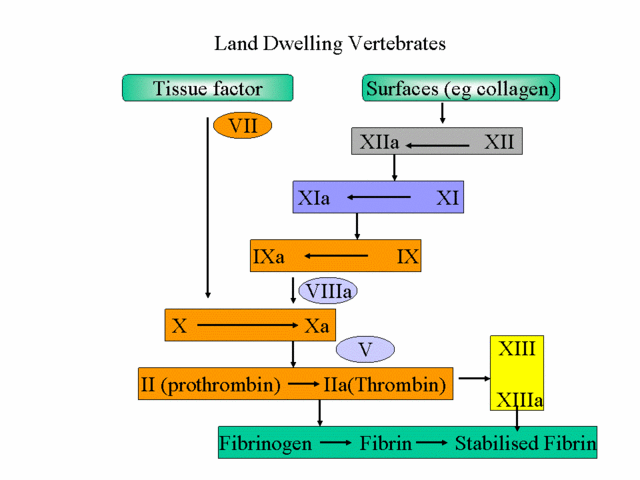 Land Dwelling Vertebrates
Tissue factor
Surfaces (eg collagen)
VII
XIIa XII
XIa XI
IXa IX
VIIIa
X Xa
V
XIII
II (prothrombin) IIa(Thrombin)
XIIIa
Fibrinogen Fibrin Stabilised Fibrin